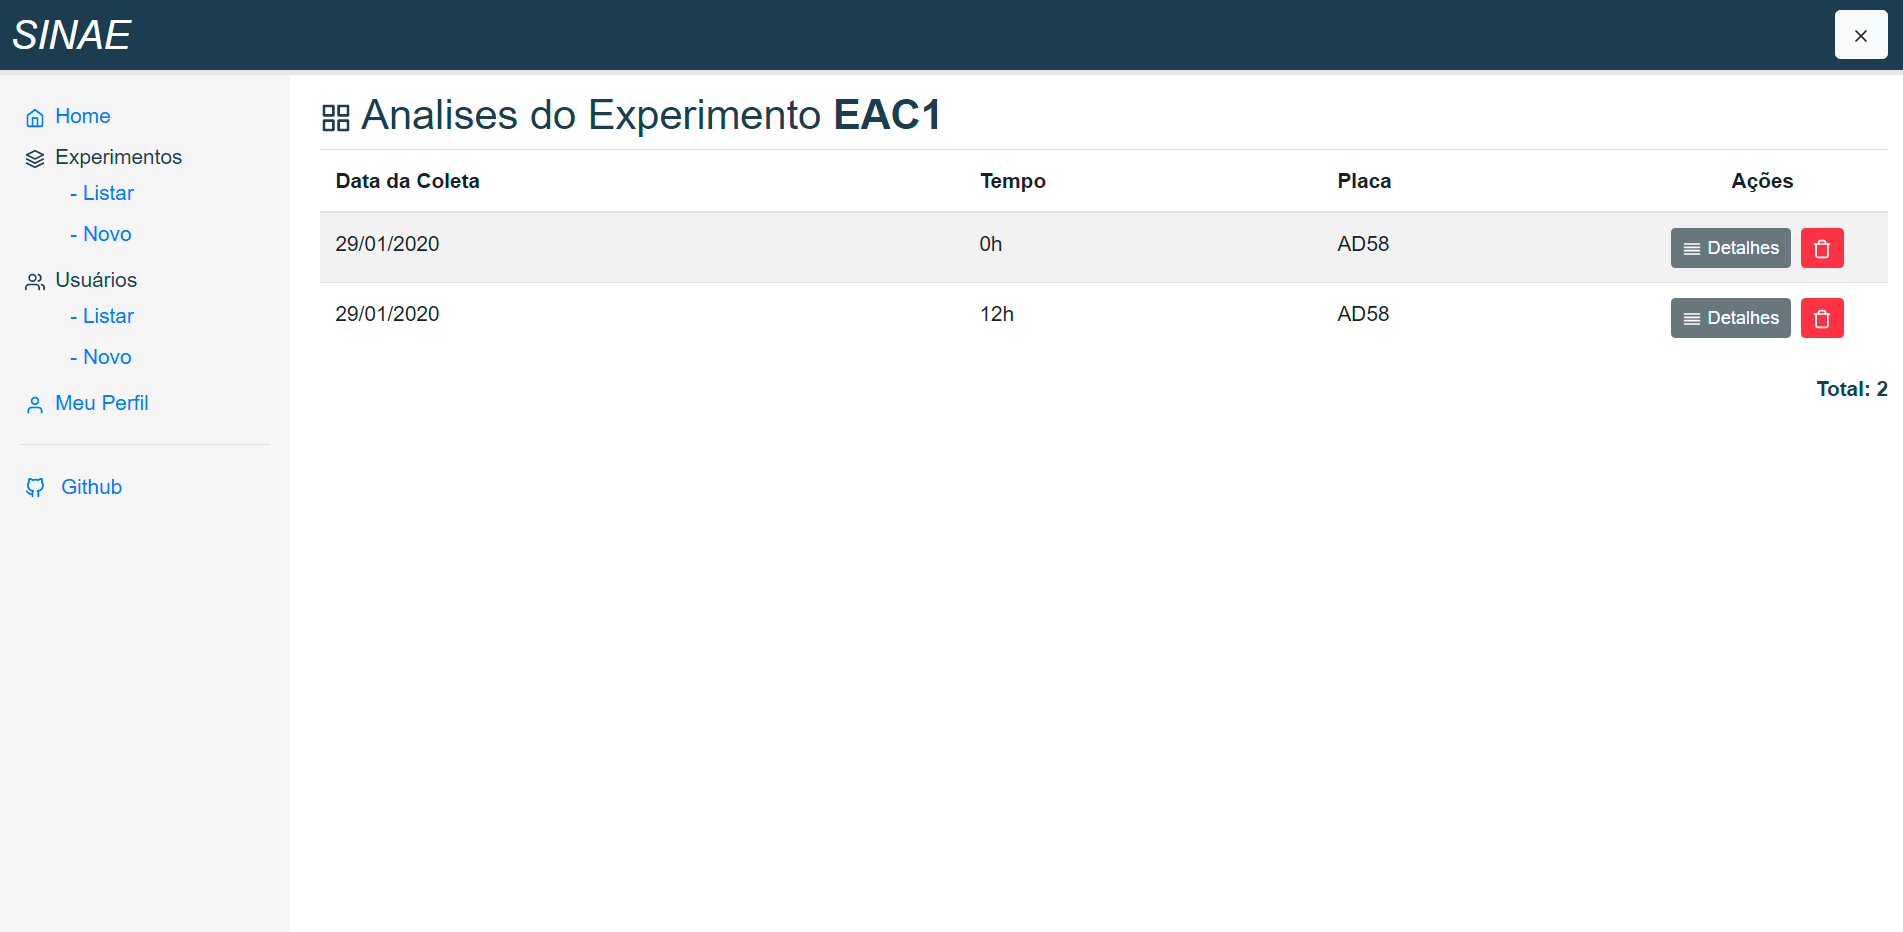 SINAE
Home
Experimentos
- Listar
- Novo
Usuários
- Listar
- Novo
Meu Perfil
Github
Analises do Experimento EAC1
Data da Coleta Tempo Placa Ações
29/01/2020 0h AD58 Detalhes
29/01/2020 12h AD58 Detalhes
Total: 2